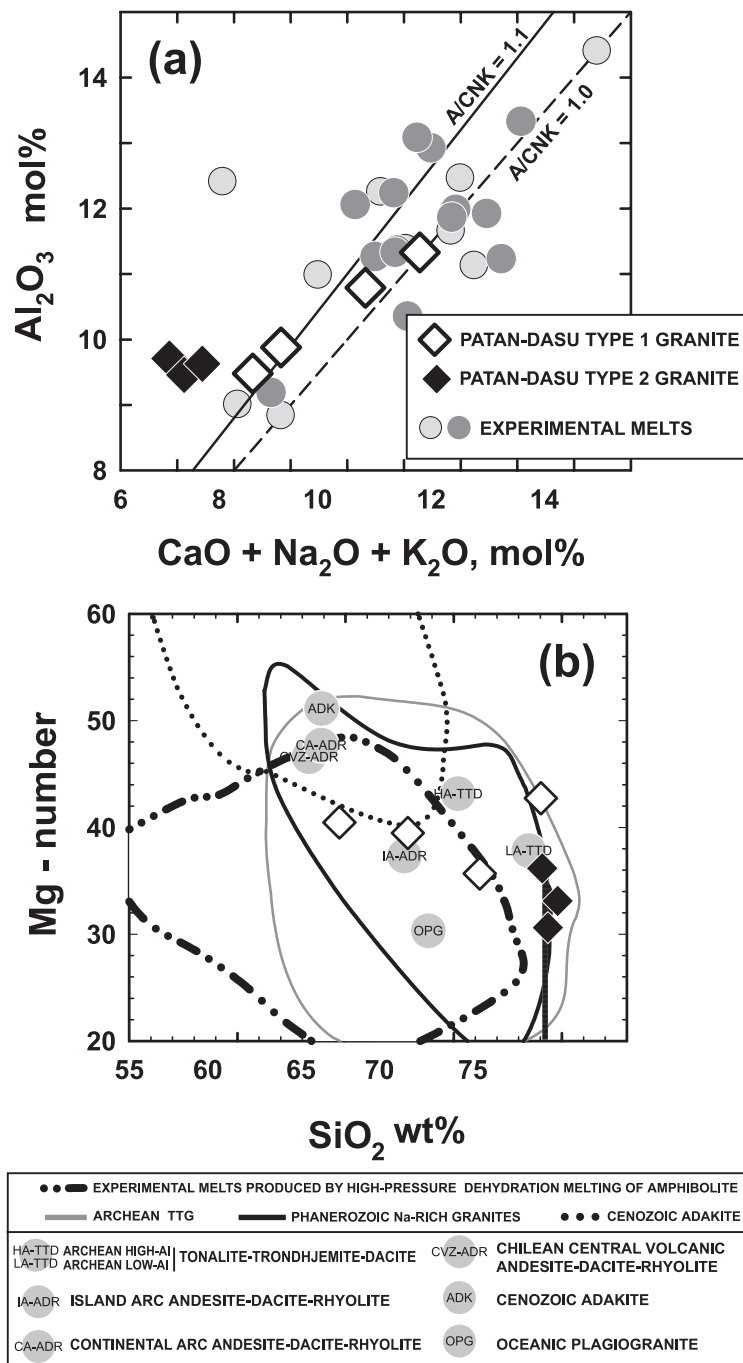 (a)
A/CNK = 1.1
A/CNK = 1.0
14
12
10
8
Al₂O₃ mol%
PATAN-DASU TYPE 1 GRANITE
PATAN-DASU TYPE 2 GRANITE
EXPERIMENTAL MELTS
6 8 10 12 14
CaO + Na₂O + K₂O, mol%
(b)
60
50
40
30
20
Mg - number
ADK
CA-ADR
CVZ-ADR
HA-TTD
IA-ADR
LA-TTD
OPG
55 60 65 70 75
SiO₂ wt%
EXPERIMENTAL MELTS PRODUCED BY HIGH-PRESSURE DEHYDRATION MELTING OF AMPHIBOLITE
ARCHEAN TTG PHANEROZOIC Na-RICH GRANITES CENOZOIC ADAKITE
HA-TTD ARCHEAN HIGH-Al
LA-TTD ARCHEAN LOW-Al
TONALITE-TRONDHJEMITE-DACITE
CVZ-ADR CHILEAN CENTRAL VOLCANIC
ANDESITE-DACITE-RHYOLITE
IA-ADR ISLAND ARC ANDESITE-DACITE-RHYOLITE
ADK CENOZOIC ADAKITE
CA-ADR CONTINENTAL ARC ANDESITE-DACITE-RHYOLITE
OPG OCEANIC PLAGIOGRANITE